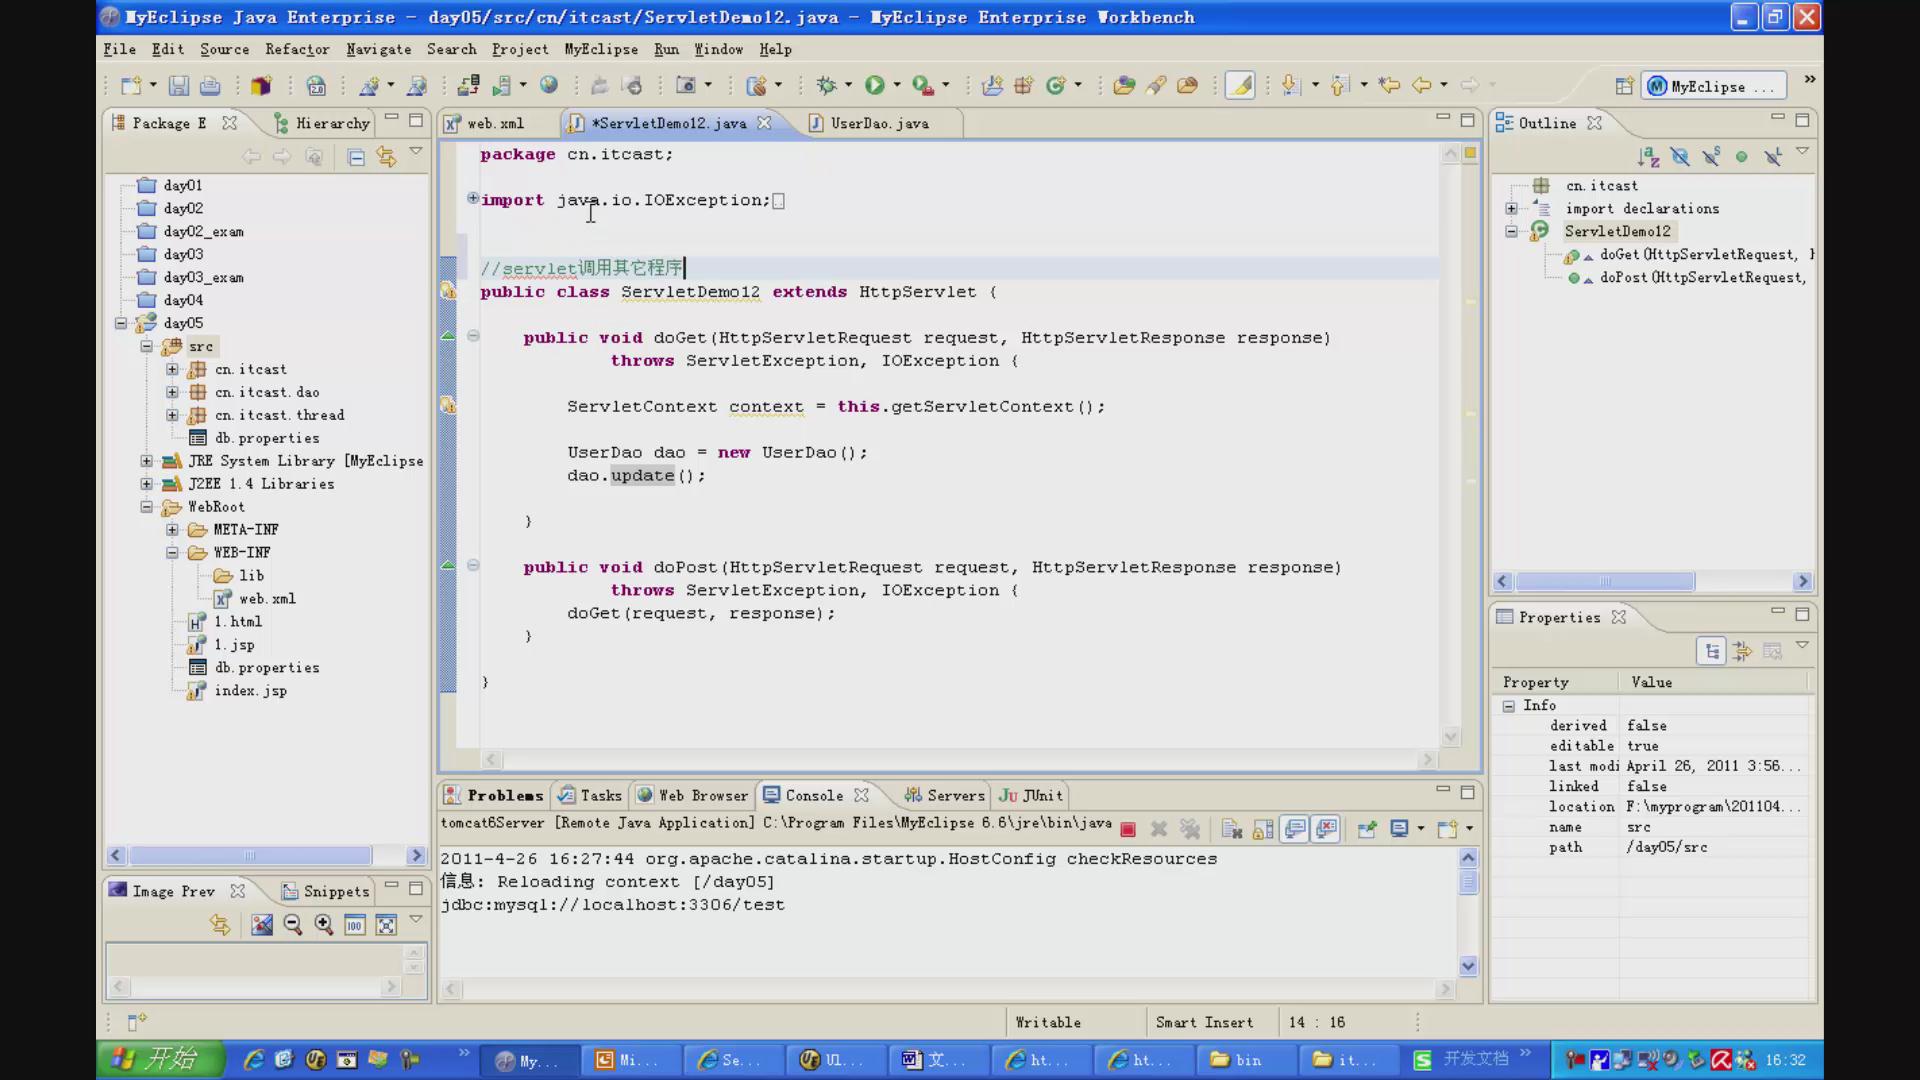 MyEclipse Java Enterprise - day05/src/cn/itcast/ServletDemo12.java - MyEclipse Enterprise Workbench
File Edit Source Refactor Navigate Search Project MyEclipse Run Window Help
MyEclipse ...
Package E
Hierarchy
day01
day02
day02_exam
day03
day03_exam
day04
day05
src
cn.itcast
cn.itcast.dao
cn.itcast.thread
db.properties
JRE System Library [MyEclipse
J2EE 1.4 Libraries
WebRoot
META-INF
WEB-INF
lib
web.xml
1.html
1.jsp
db.properties
index.jsp
Image Prev
Snippets
web.xml
*ServletDemo12.java
UserDao.java
package cn.itcast;
import java.io.IOException;
//servlet调用其它程序
public class ServletDemo12 extends HttpServlet {
public void doGet(HttpServletRequest request, HttpServletResponse response)
throws ServletException, IOException {
ServletContext context = this.getServletContext();
UserDao dao = new UserDao();
dao.update();
}
public void doPost(HttpServletRequest request, HttpServletResponse response)
throws ServletException, IOException {
doGet(request, response);
}
}
Problems Tasks Web Browser Console Servers JUnit
tomcat6Server [Remote Java Application] C:\Program Files\MyEclipse 6.6\jre\bin\java
2011-4-26 16:27:44 org.apache.catalina.startup.HostConfig checkResources
信息: Reloading context [/day05]
jdbc:mysql://localhost:3306/test
Outline
cn.itcast
import declarations
ServletDemo12
doGet(HttpServletRequest, H
doPost(HttpServletRequest,
Properties
Property Value
Info
derived false
editable true
last modi April 26, 2011 3:56...
linked false
location F:\myprogram\201104...
name src
path /day05/src
Writable Smart Insert 14 : 16
开始 My... Mi... Se... Ul... 文... ht... ht... bin it... 开发文档 16:32